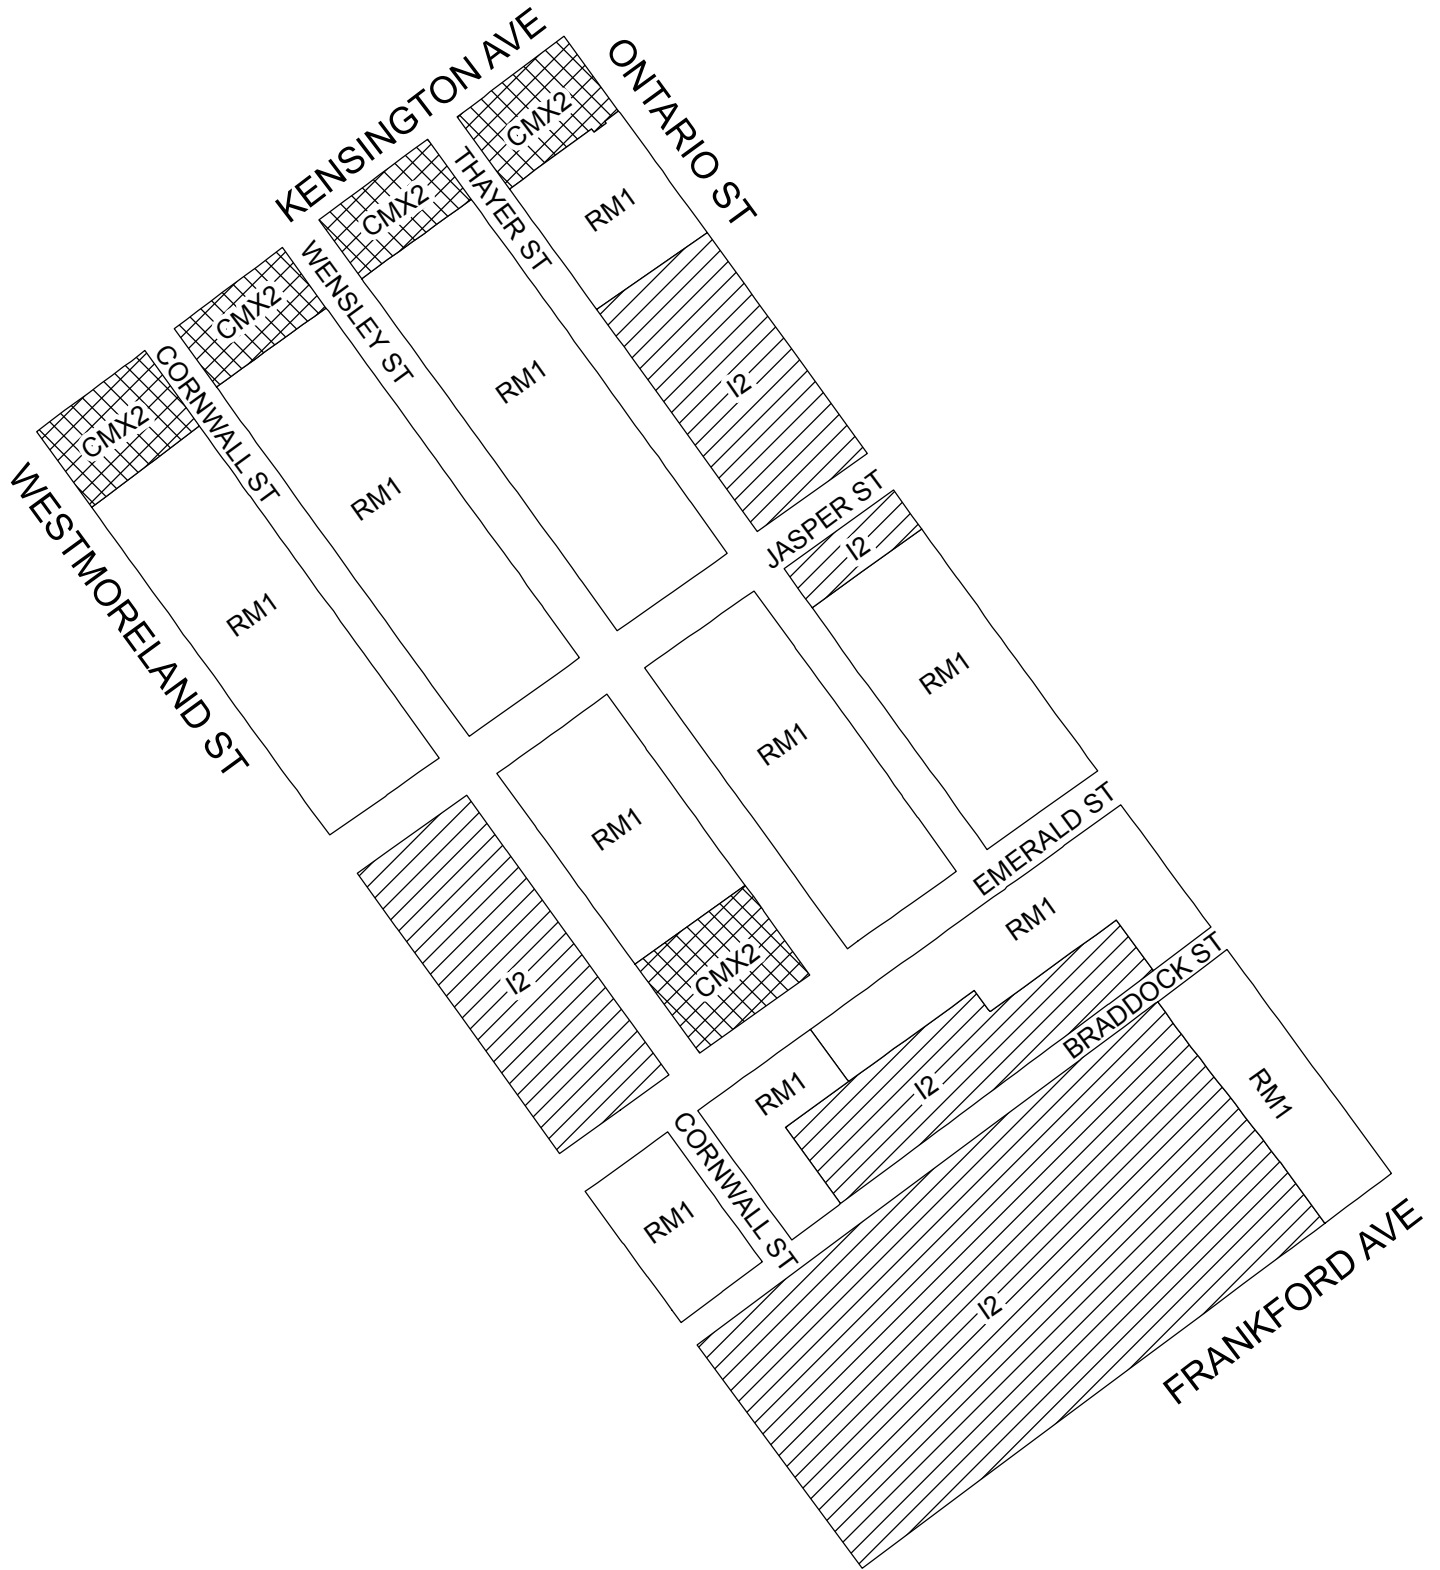 KENSINGTON AVE
ONTARIO ST
CMX2
THAYER ST
RM1
CMX2
WENSLEY ST
CMX2
CORNWALL ST
CMX2
WESTMORELAND ST
RM1
I2
RM1
RM1
JASPER ST
I2
RM1
RM1
RM1
EMERALD ST
RM1
RM1
CMX2
I2
BRADDOCK ST
RM1
I2
RM1
CORNWALL ST
RM1
I2
FRANKFORD AVE